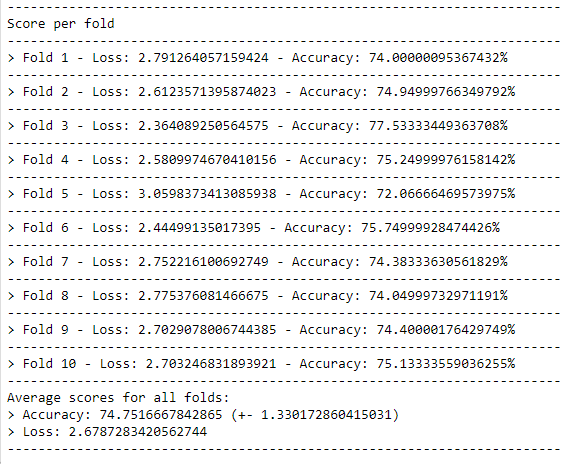 ------------------------------------------------------------------------
Score per fold
------------------------------------------------------------------------
> Fold 1 - Loss: 2.791264057159424 - Accuracy: 74.00000095367432%
------------------------------------------------------------------------
> Fold 2 - Loss: 2.6123571395874023 - Accuracy: 74.94999766349792%
------------------------------------------------------------------------
> Fold 3 - Loss: 2.364089250564575 - Accuracy: 77.53333449363708%
------------------------------------------------------------------------
> Fold 4 - Loss: 2.5809974670410156 - Accuracy: 75.24999976158142%
------------------------------------------------------------------------
> Fold 5 - Loss: 3.0598373413085938 - Accuracy: 72.06666469573975%
------------------------------------------------------------------------
> Fold 6 - Loss: 2.44499135017395 - Accuracy: 75.74999928474426%
------------------------------------------------------------------------
> Fold 7 - Loss: 2.752216100692749 - Accuracy: 74.38333630561829%
------------------------------------------------------------------------
> Fold 8 - Loss: 2.775376081466675 - Accuracy: 74.04999732971191%
------------------------------------------------------------------------
> Fold 9 - Loss: 2.7029078006744385 - Accuracy: 74.40000176429749%
------------------------------------------------------------------------
> Fold 10 - Loss: 2.703246831893921 - Accuracy: 75.13333559036255%
------------------------------------------------------------------------
Average scores for all folds:
> Accuracy: 74.7516667842865 (+- 1.330172860415031)
> Loss: 2.6787283420562744
------------------------------------------------------------------------